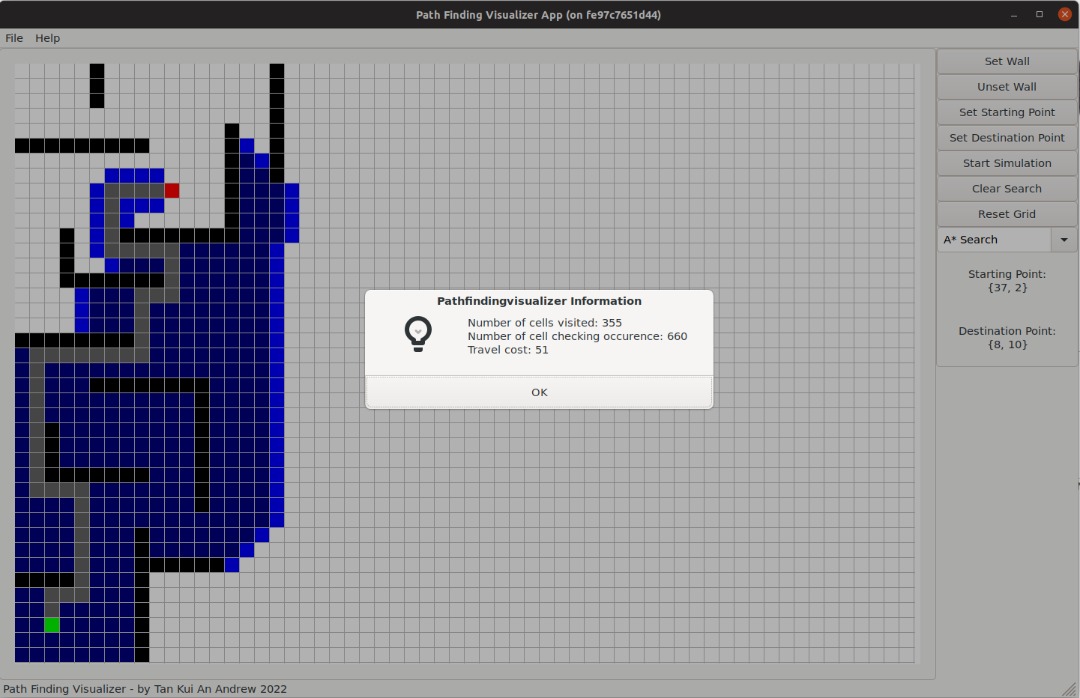 Path Finding Visualizer App (on fe97c7651d44)
File Help
Set Wall
Unset Wall
Set Starting Point
Set Destination Point
Start Simulation
Clear Search
Reset Grid
A* Search
Starting Point:
{37, 2}
Destination Point:
{8, 10}
Pathfindingvisualizer Information
Number of cells visited: 355
Number of cell checking occurence: 660
Travel cost: 51
OK
Path Finding Visualizer - by Tan Kui An Andrew 2022